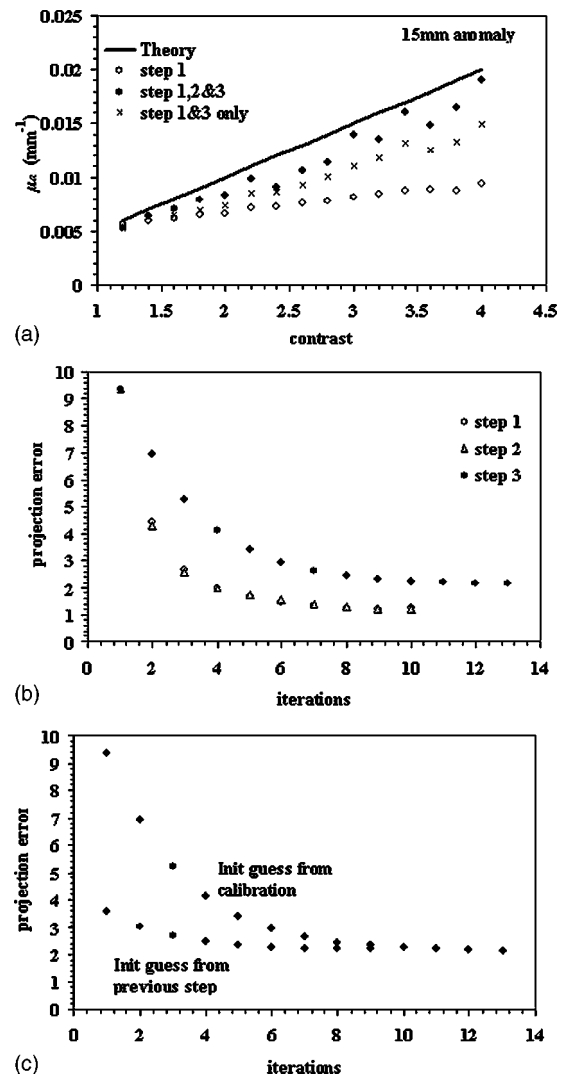 15mm anomaly
Theory
step 1
step 1,2&3
step 1&3 only
μa (mm-1)
0.025
0.02
0.015
0.01
0.005
0
1 1.5 2 2.5 3 3.5 4 4.5
contrast
(a)
projection error
10
9
8
7
6
5
4
3
2
1
0
step 1
step 2
step 3
0 2 4 6 8 10 12 14
iterations
(b)
projection error
10
9
8
7
6
5
4
3
2
1
0
Init guess from
calibration
Init guess from
previous step
0 2 4 6 8 10 12 14
iterations
(c)